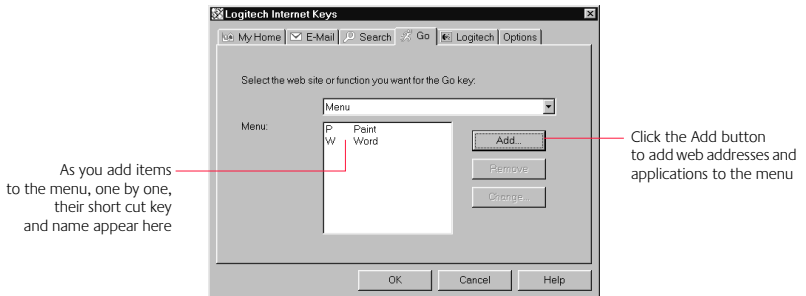 Logitech Internet Keys
My Home E-Mail Search Go Logitech Options
Select the web site or function you want for the Go key:
Menu
Menu:
P Paint
W Word
Add...
Remove
Change...
OK Cancel Help
As you add items
to the menu, one by one,
their short cut key
and name appear here
Click the Add button
to add web addresses and
applications to the menu